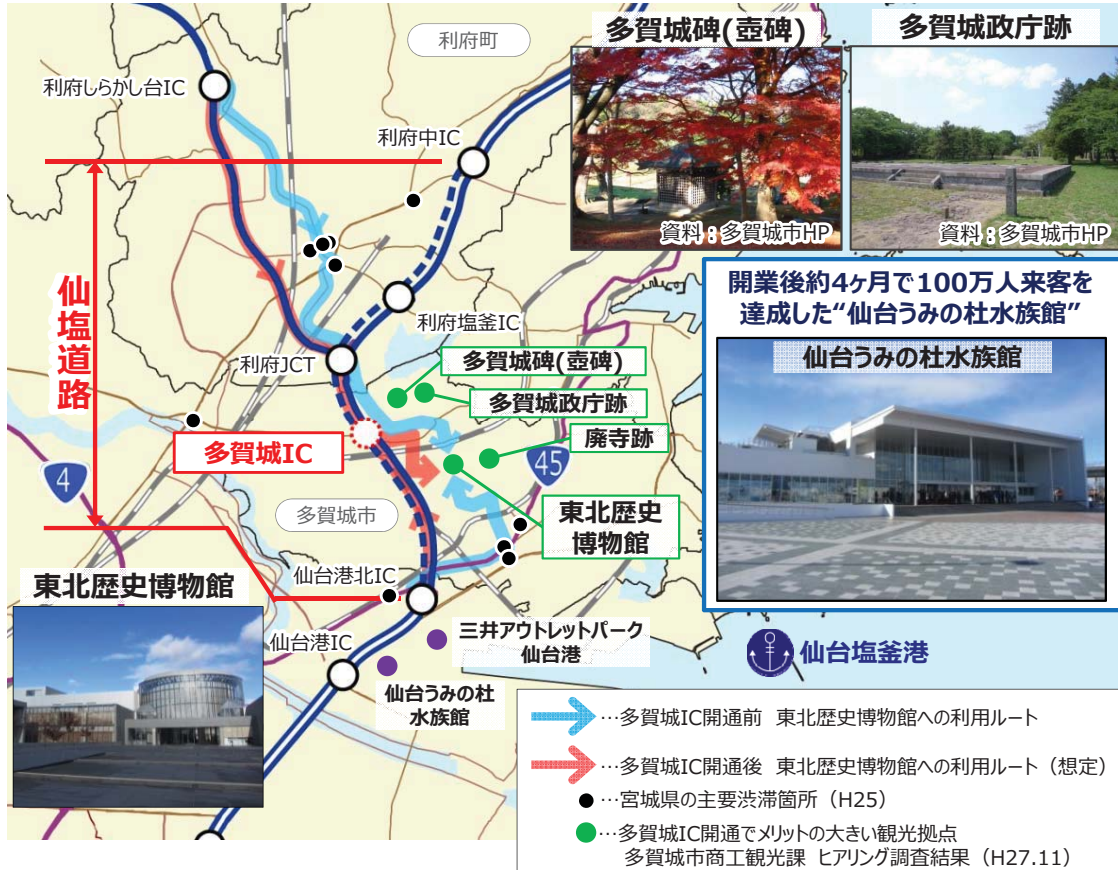 利府町
多賀城碑(壺碑)
資料：多賀城市HP
多賀城政庁跡
資料：多賀城市HP
利府しらかし台IC
利府中IC
仙塩道路
利府塩釜IC
利府JCT
多賀城碑(壺碑)
多賀城政庁跡
廃寺跡
多賀城IC
4
45
東北歴史
博物館
多賀城市
仙台港北IC
開業後約4ヶ月で100万人来客を
達成した“仙台うみの杜水族館”
仙台うみの杜水族館
東北歴史博物館
仙台港IC
三井アウトレットパーク
仙台港
仙台うみの杜
水族館
仙台塩釜港
…多賀城IC開通前　東北歴史博物館への利用ルート
…多賀城IC開通後　東北歴史博物館への利用ルート（想定）
…宮城県の主要渋滞箇所（H25）
…多賀城IC開通でメリットの大きい観光拠点
多賀城市商工観光課　ヒアリング調査結果（H27.11）